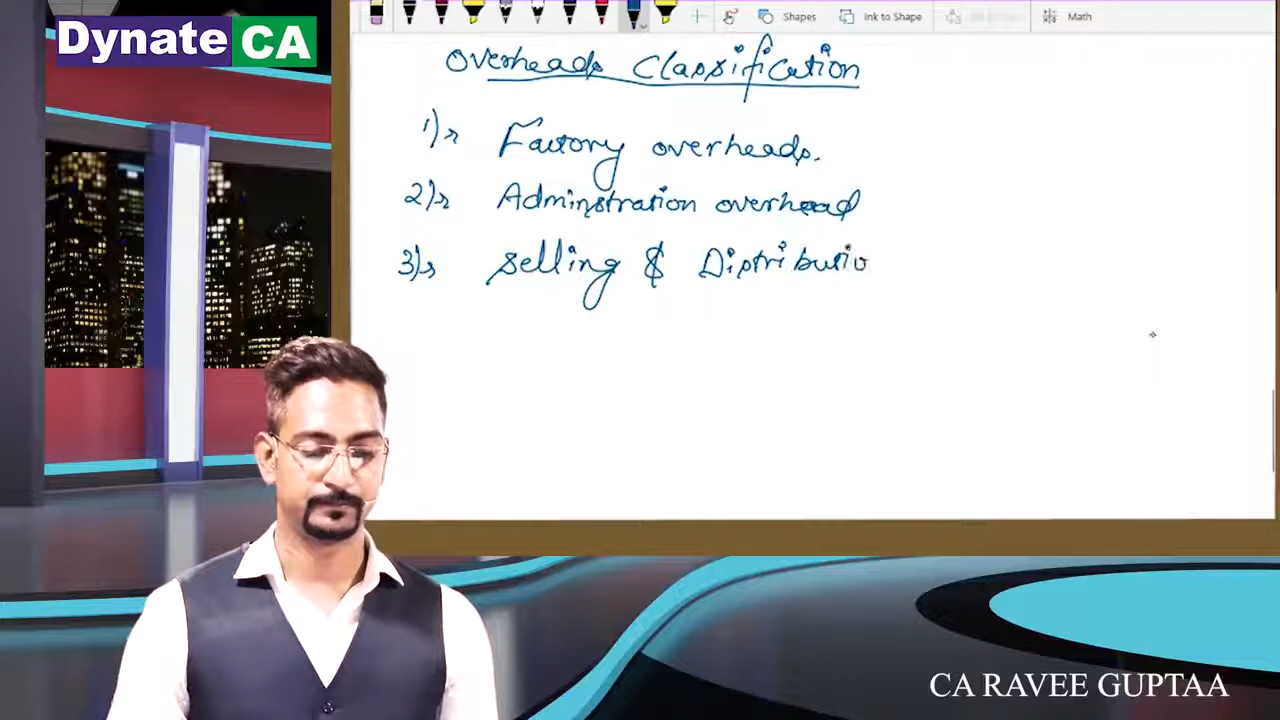 Dynate CA
Shapes
Ink to Shape
Math
Overheads Classification
1) Factory overheads.
2) Adminstration overhead
3) Selling & Distributio
CA RAVEE GUPTAA